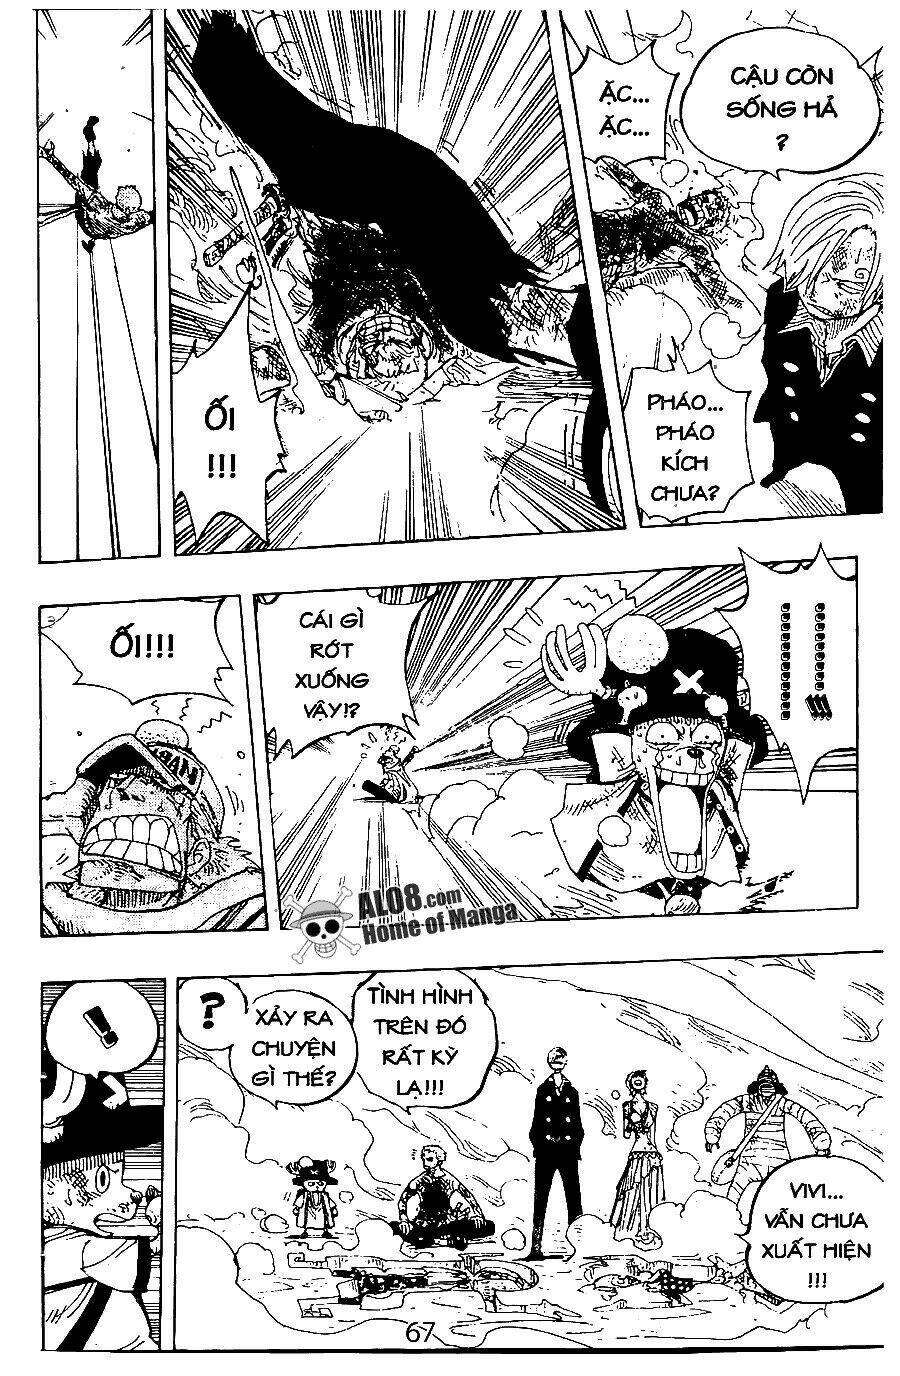 CẬU CÒN
SỐNG HẢ
?
ẶC...
ẶC...
PHÁO...
PHÁO
KÍCH
CHƯA?
ỐI
!!!
CÁI GÌ
RỚT
XUỐNG
VẬY!?
ỐI!!!
AL08.com
Home of Manga
TÌNH HÌNH
TRÊN ĐÓ
RẤT KỲ
LẠ!!!
XẢY RA
CHUYỆN
GÌ THẾ?
?
VIVI...
VẪN CHƯA
XUẤT HIỆN
!!!
!
67